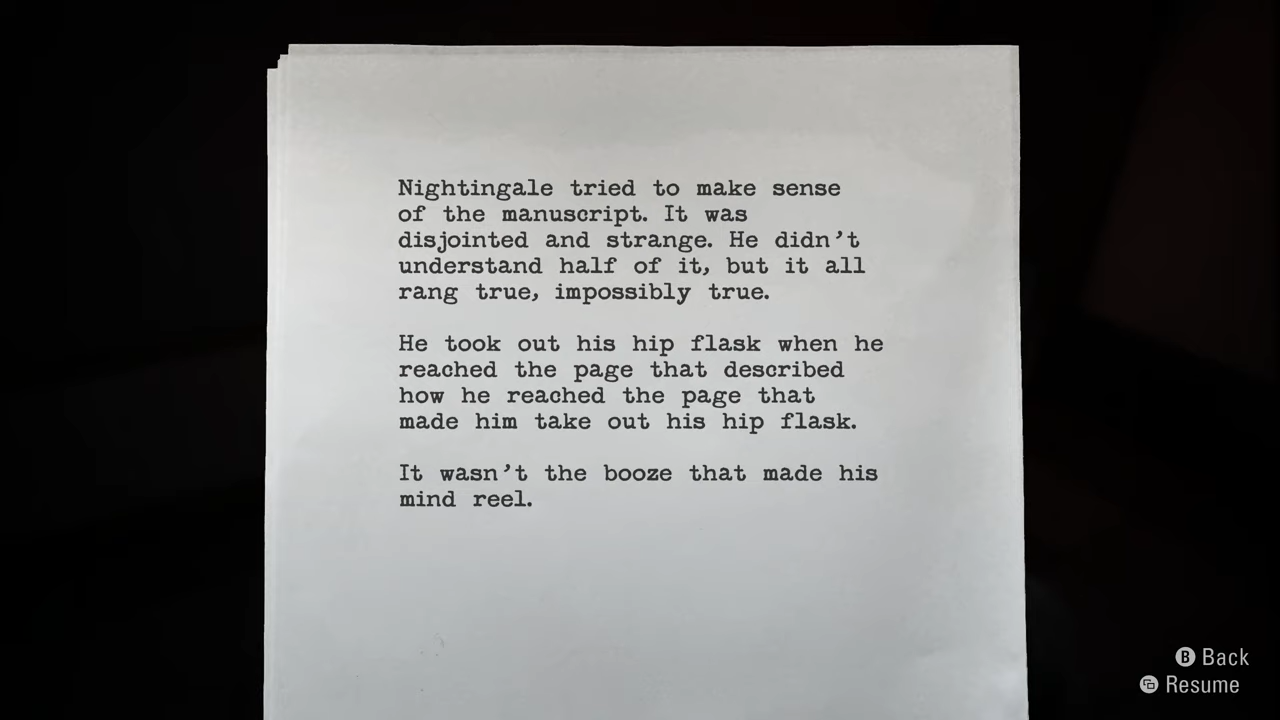 Nightingale tried to make sense
of the manuscript. It was
disjointed and strange. He didn't
understand half of it, but it all
rang true, impossibly true.
He took out his hip flask when he
reached the page that described
how he reached the page that
made him take out his hip flask.
It wasn't the booze that made his
mind reel.
B Back
Resume